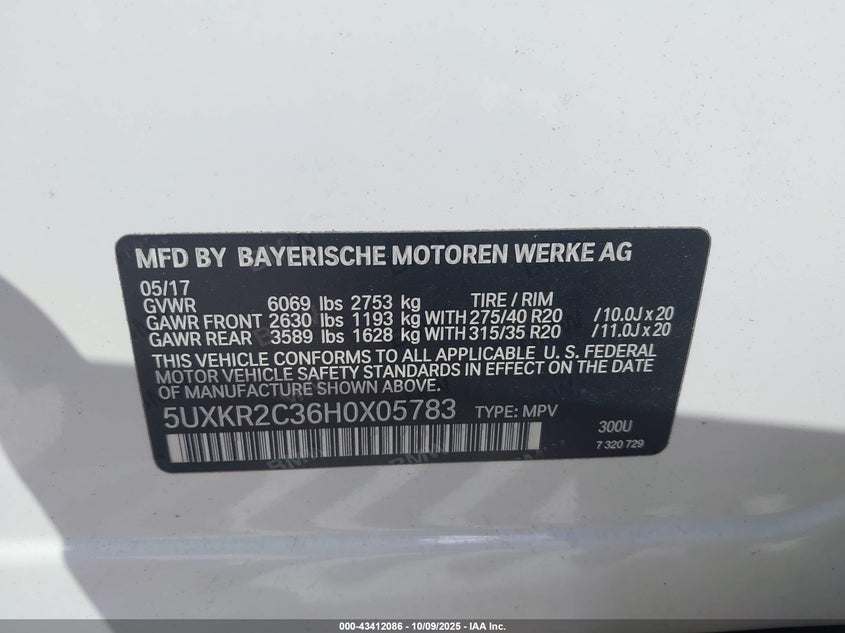 MFD BY BAYERISCHE MOTOREN WERKE AG
05/17
GVWR 6069 lbs 2753 kg TIRE / RIM
GAWR FRONT 2630 lbs 1193 kg WITH 275/40 R20 / 10.0J x 20
GAWR REAR 3589 lbs 1628 kg WITH 315/35 R20 / 11.0J x 20
THIS VEHICLE CONFORMS TO ALL APPLICABLE U. S. FEDERAL
MOTOR VEHICLE SAFETY STANDARDS IN EFFECT ON THE DATE
OF MANUFACTURE SHOWN ABOVE.
5UXKR2C36H0X05783 TYPE: MPV
300U
7 320 729
000-43412086 - 10/09/2025 - IAA Inc.